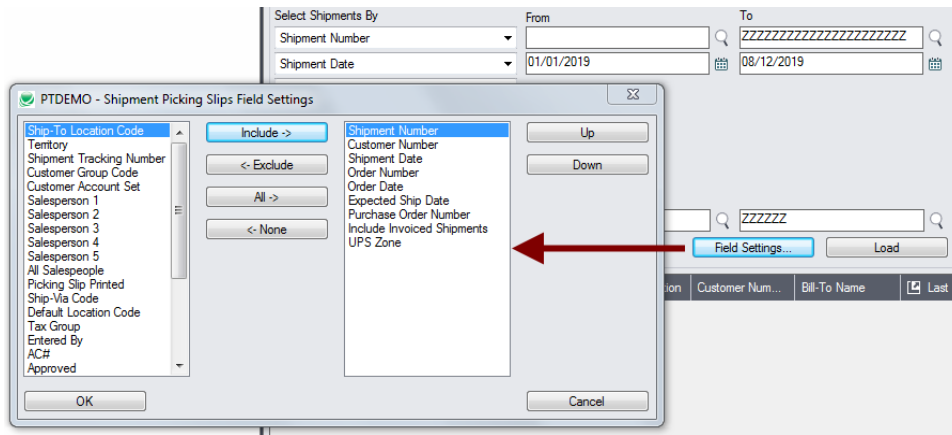 Select Shipments By From To
Shipment Number ZZZZZZZZZZZZZZZZZZZZZZ
Shipment Date 01/01/2019 08/12/2019
PTDEMO - Shipment Picking Slips Field Settings
Ship-To Location Code
Territory
Shipment Tracking Number
Customer Group Code
Customer Account Set
Salesperson 1
Salesperson 2
Salesperson 3
Salesperson 4
Salesperson 5
All Salespeople
Picking Slip Printed
Ship-Via Code
Default Location Code
Tax Group
Entered By
AC#
Approved
Include ->
<- Exclude
All ->
<- None
Shipment Number
Customer Number
Shipment Date
Order Number
Order Date
Expected Ship Date
Purchase Order Number
Include Invoiced Shipments
UPS Zone
Up
Down
OK
Cancel
ZZZZZZ
Field Settings... Load
tion Customer Num... Bill-To Name Last